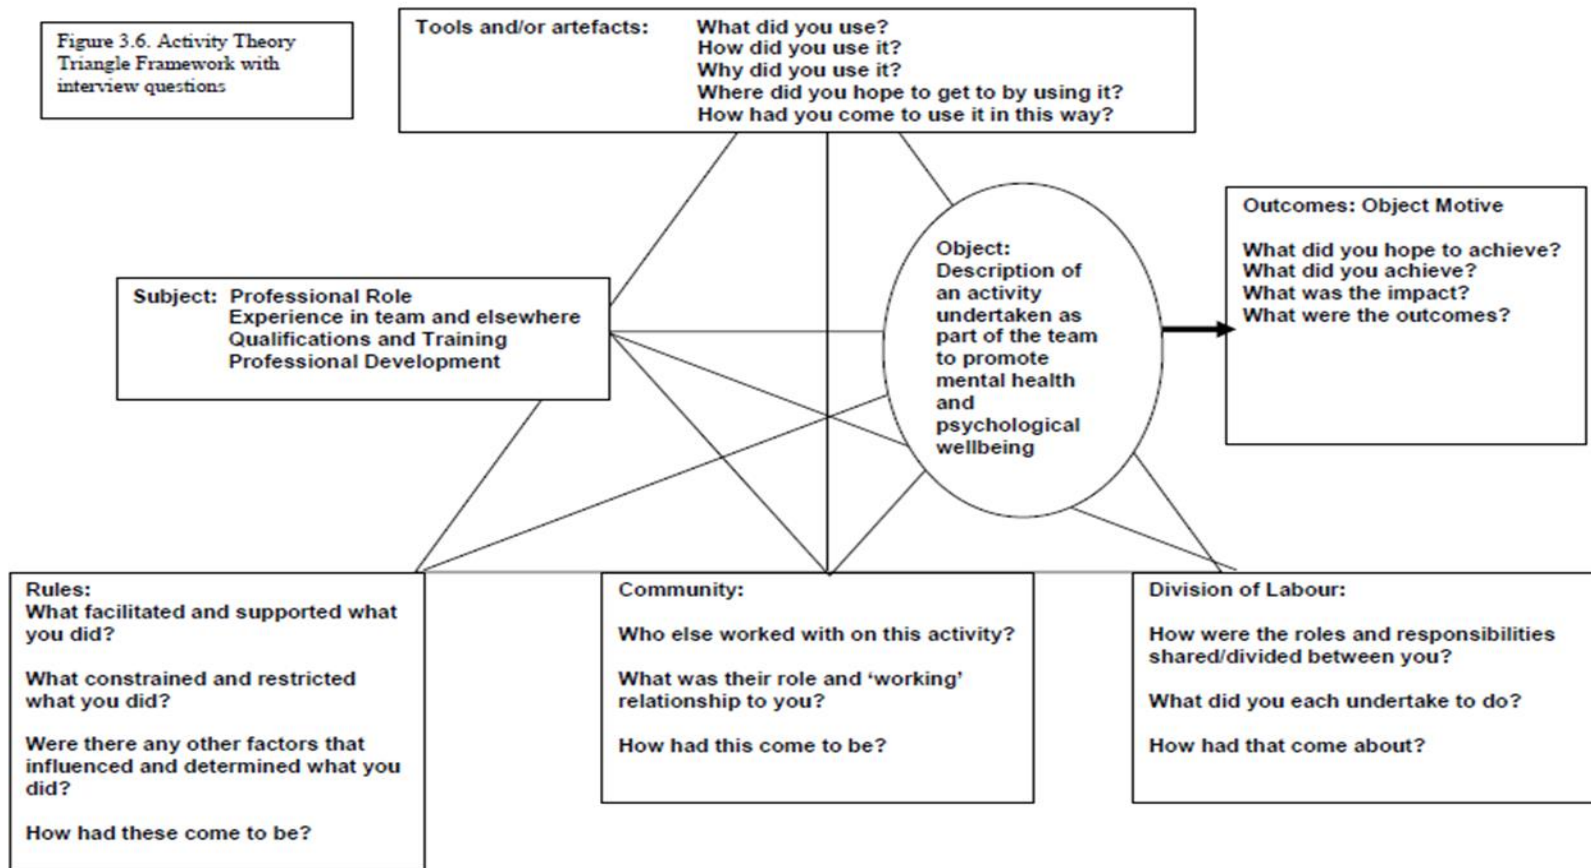 Figure 3.6. Activity Theory
Triangle Framework with
interview questions
Tools and/or artefacts: What did you use?
How did you use it?
Why did you use it?
Where did you hope to get to by using it?
How had you come to use it in this way?
Subject: Professional Role
Experience in team and elsewhere
Qualifications and Training
Professional Development
Object:
Description of
an activity
undertaken as
part of the team
to promote
mental health
and
psychological
wellbeing
Outcomes: Object Motive
What did you hope to achieve?
What did you achieve?
What was the impact?
What were the outcomes?
Rules:
What facilitated and supported what
you did?
What constrained and restricted
what you did?
Were there any other factors that
influenced and determined what you
did?
How had these come to be?
Community:
Who else worked with on this activity?
What was their role and ‘working’
relationship to you?
How had this come to be?
Division of Labour:
How were the roles and responsibilities
shared/divided between you?
What did you each undertake to do?
How had that come about?